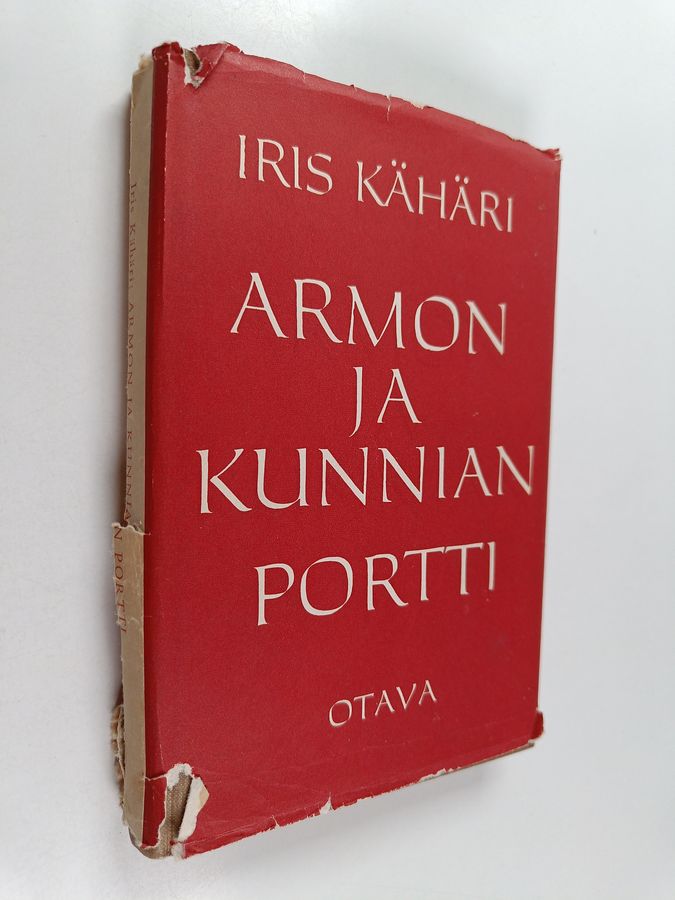 IRIS KÄHÄRI
ARMON
JA
KUNNIAN
PORTTI
OTAVA
Iris Kähäri: ARMON JA KUNNIAN PORTTI